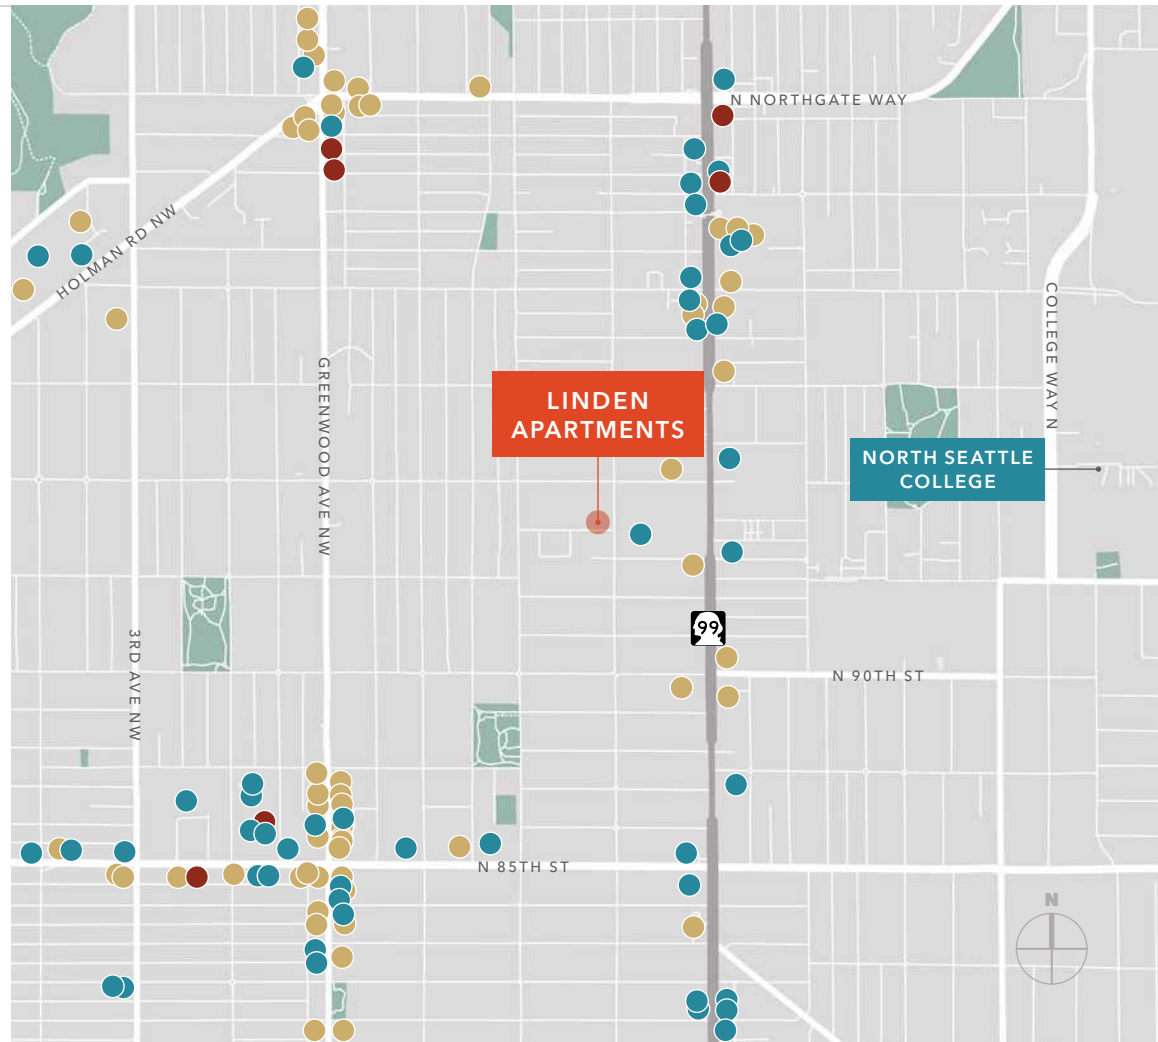 N NORTHGATE WAY
HOLMAN RD NW
GREENWOOD AVE NW
COLLEGE WAY N
LINDEN
APARTMENTS
NORTH SEATTLE
COLLEGE
99
3RD AVE NW
N 90TH ST
N 85TH ST
N